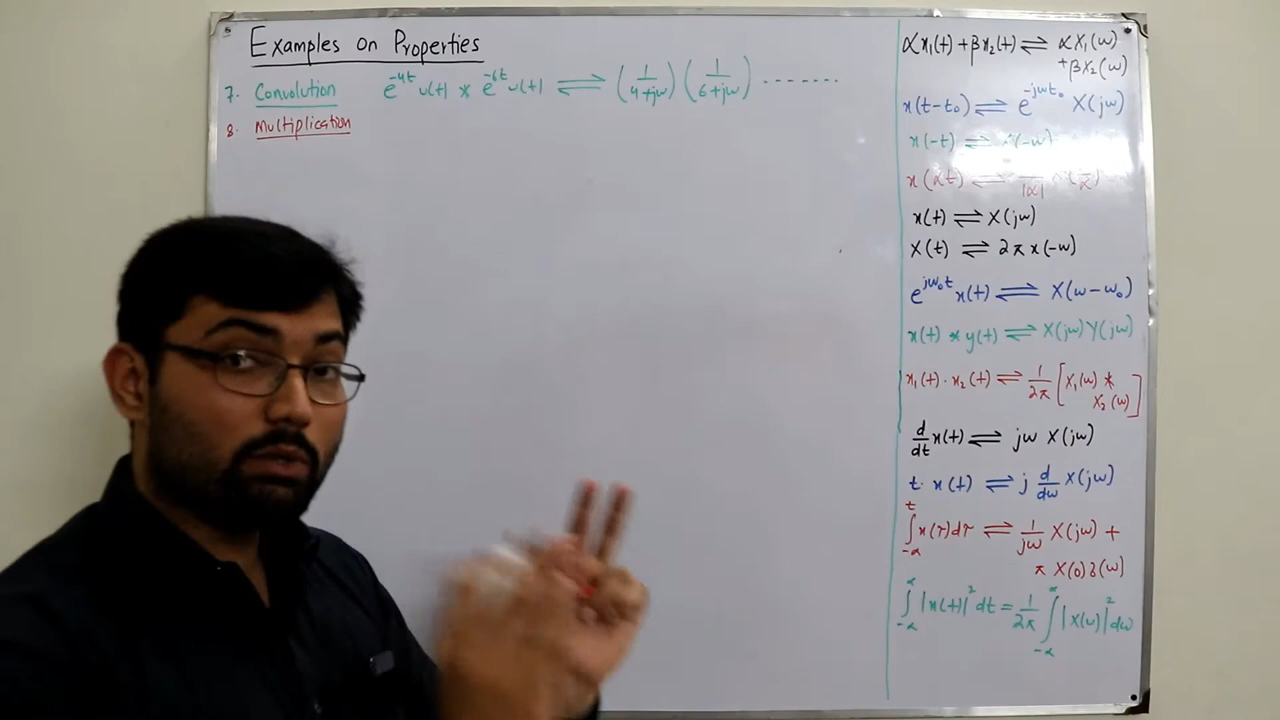 Examples on Properties
7. Convolution e^{-4t} u(t) * e^{-6t} u(t) ⇌ (1/(4+jω)) (1/(6+jω)) .......
8. Multiplication
αx₁(t) + βx₂(t) ⇌ αX₁(ω)
+βX₂(ω)
x(t-t₀) ⇌ e^{-jωt₀} X(jω)
x(-t) ⇌ (-ω)
x(αt) ⇌ 1/|α|
x(t) ⇌ X(jω)
X(t) ⇌ 2π x(-ω)
e^{jω₀t} x(t) ⇌ X(ω-ω₀)
x(t) * y(t) ⇌ X(jω) Y(jω)
x₁(t) · x₂(t) ⇌ 1/2π [X₁(ω) *
X₂(ω)]
d/dt x(t) ⇌ jω X(jω)
t · x(t) ⇌ j d/dω X(jω)
∫_{-∞}^{t} x(τ)dτ ⇌ 1/jω X(jω) +
π X(0) δ(ω)
∫_{-∞}^{∞} |x(t)|² dt = 1/2π ∫_{-∞}^{∞} |X(ω)|² dω